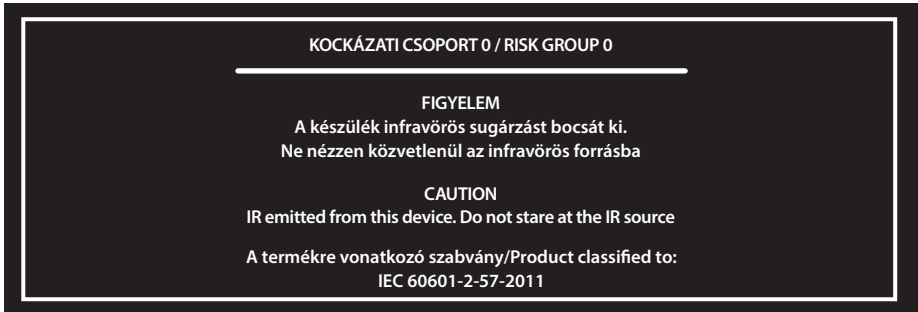 KOCKÁZATI CSOPORT 0 / RISK GROUP 0
FIGYELEM
A készülék infravörös sugárzást bocsát ki.
Ne nézzen közvetlenül az infravörös forrásba
CAUTION
IR emitted from this device. Do not stare at the IR source
A termékre vonatkozó szabvány/Product classified to:
IEC 60601-2-57-2011